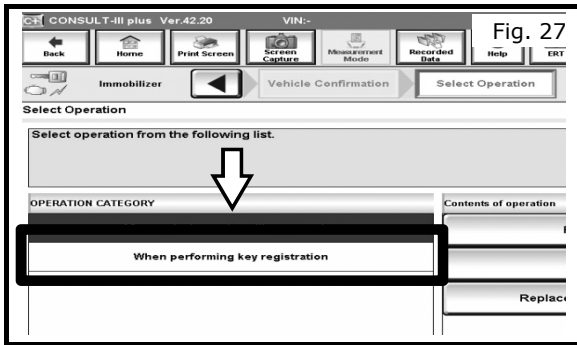 CONSULT-III plus Ver.42.20 VIN:-
Fig. 27
Back Home Print Screen Screen Capture Measurement Mode Recorded Data Help ERT
Immobilizer Vehicle Confirmation Select Operation
Select Operation
Select operation from the following list.
OPERATION CATEGORY Contents of operation
When performing key registration